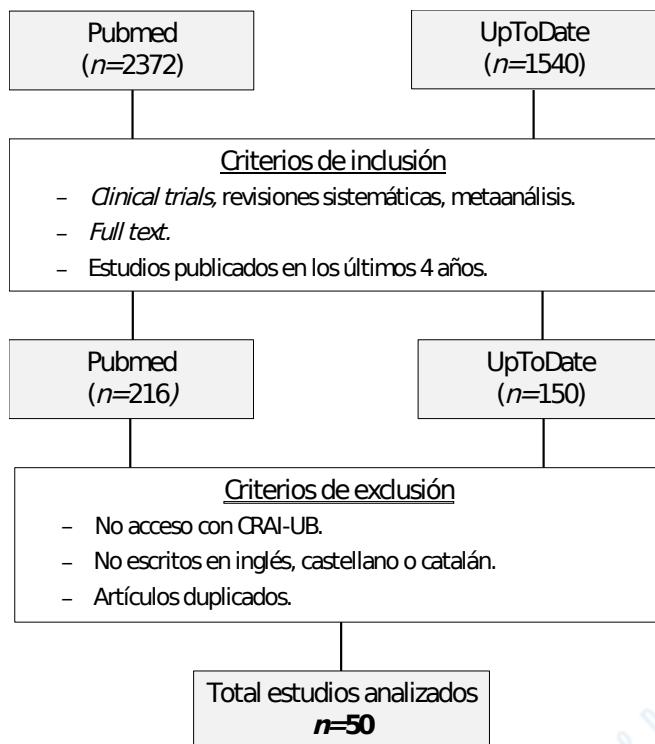 Pubmed
(n=2372)
UpToDate
(n=1540)
Criterios de inclusión
– Clinical trials, revisiones sistemáticas, metaanálisis.
– Full text.
– Estudios publicados en los últimos 4 años.
Pubmed
(n=216)
UpToDate
(n=150)
Criterios de exclusión
– No acceso con CRAI-UB.
– No escritos en inglés, castellano o catalán.
– Artículos duplicados.
Total estudios analizados
n=50